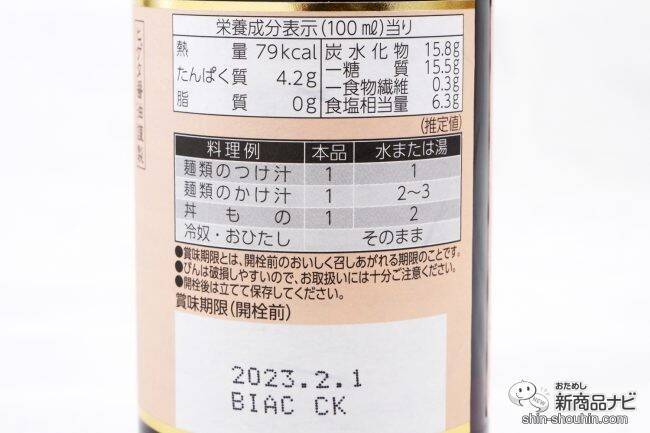 栄養成分表示(100㎖)当り
熱量 79kcal 炭水化物 15.8g
たんぱく質 4.2g －糖質 15.5g
－食物繊維 0.3g
脂質 0g 食塩相当量 6.3g
(推定値)
料理例 本品 水または湯
麺類のつけ汁 1 1
麺類のかけ汁 1 2～3
丼もの 1 2
冷奴・おひたし そのまま
●賞味期限とは、開栓前のおいしく召しあがれる期限のことです。
●びんは破損しやすいので、お取扱いには十分ご注意ください。
●開栓後は立てて保存してください。
賞味期限(開栓前)
2023.2.1
BIAC CK
おためし
新商品ナビ
shin-shouhin.com